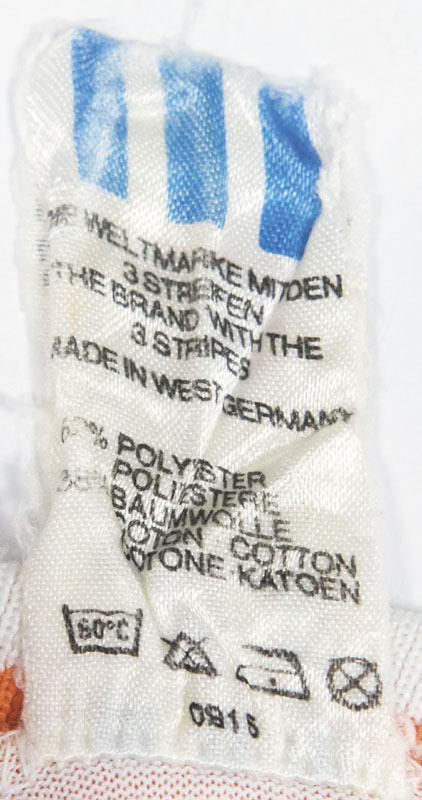 WELTMARKE MIT DEN
3 STREIFEN
THE BRAND WITH THE
3 STRIPES
MADE IN WEST GERMANY
POLYESTER
POLIESTERE
BAUMWOLLE
COTON COTTON
COTONE KATOEN
60°C